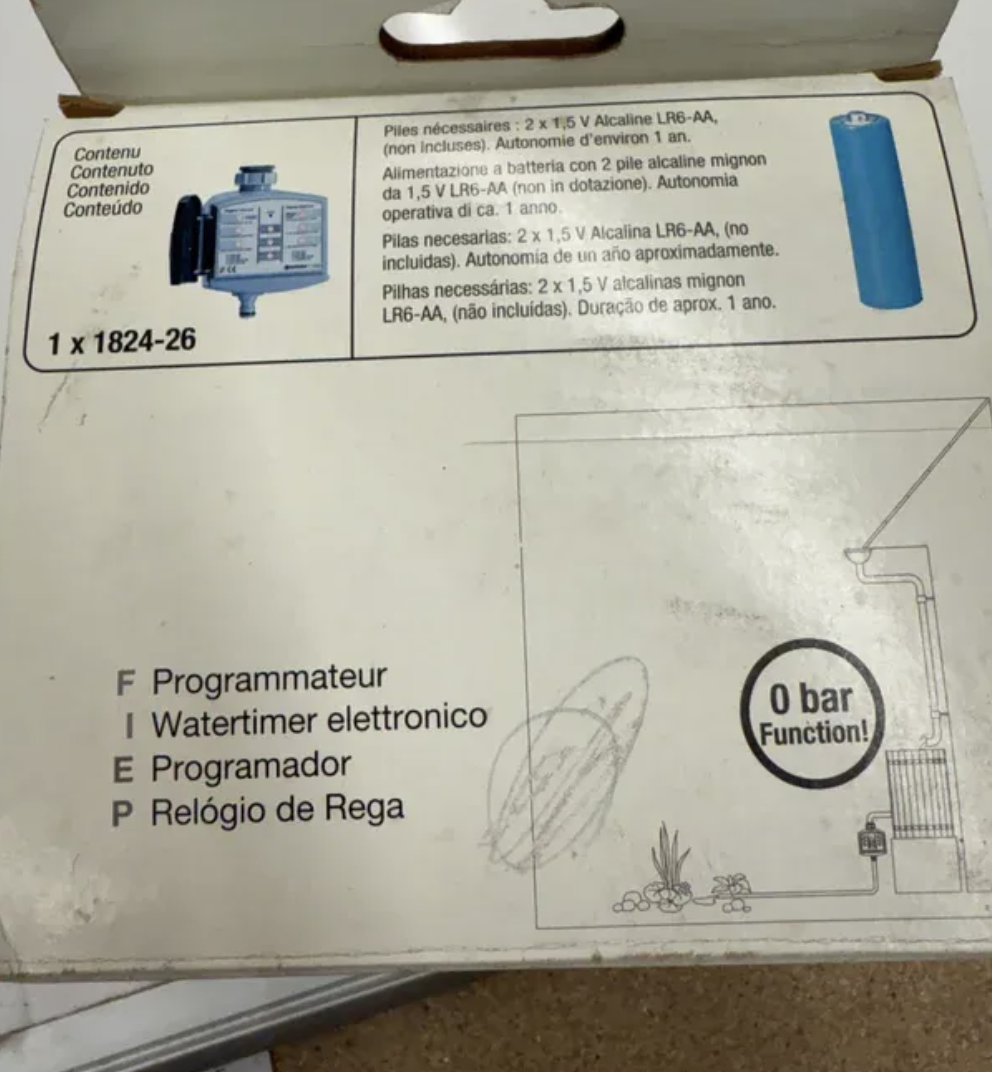 Contenu
Contenuto
Contenido
Conteúdo
1 x 1824-26
Piles nécessaires : 2 x 1,5 V Alcaline LR6-AA,
(non Incluses). Autonomie d'environ 1 an.
Alimentazione a batteria con 2 pile alcaline mignon
da 1,5 V LR6-AA (non in dotazione). Autonomia
operativa di ca. 1 anno.
Pilas necesarias: 2 x 1,5 V Alcalina LR6-AA, (no
incluidas). Autonomia de un año aproximadamente.
Pilhas necessárias: 2 x 1,5 V alcalinas mignon
LR6-AA, (não incluídas). Duração de aprox. 1 ano.
F Programmateur
I Watertimer elettronico
E Programador
P Relógio de Rega
0 bar
Function!